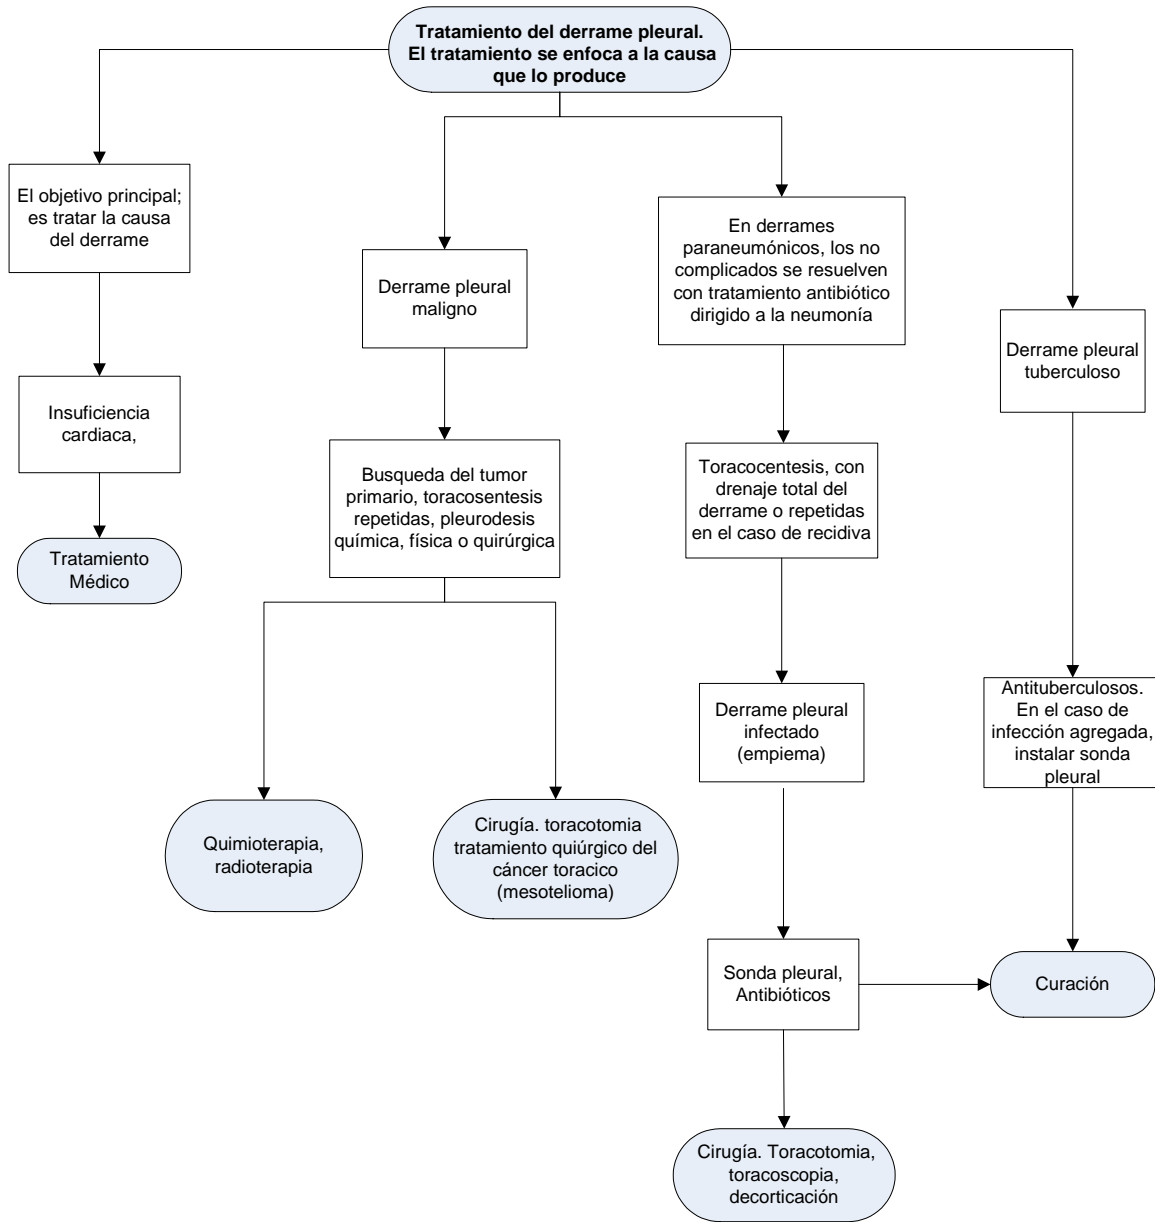 Tratamiento del derrame pleural.
El tratamiento se enfoca a la causa
que lo produce
El objetivo principal;
es tratar la causa
del derrame
Insuficiencia
cardiaca,
Tratamiento
Médico
Derrame pleural
maligno
Busqueda del tumor
primario, toracosentesis
repetidas, pleurodesis
química, física o quirúrgica
Quimioterapia,
radioterapia
Cirugía. toracotomia
tratamiento quiúrgico del
cáncer toracico
(mesotelioma)
En derrames
paraneumónicos, los no
complicados se resuelven
con tratamiento antibiótico
dirigido a la neumonía
Toracocentesis, con
drenaje total del
derrame o repetidas
en el caso de recidiva
Derrame pleural
infectado
(empiema)
Sonda pleural,
Antibióticos
Cirugía. Toracotomia,
toracoscopia,
decorticación
Derrame pleural
tuberculoso
Antituberculosos.
En el caso de
infección agregada,
instalar sonda
pleural
Curación